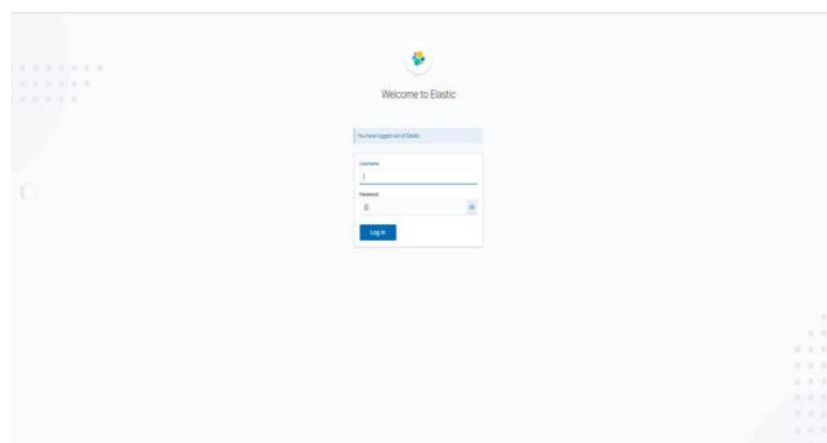 Welcome to Elastic
You have logged out of Elastic.
Username
Password
Log in